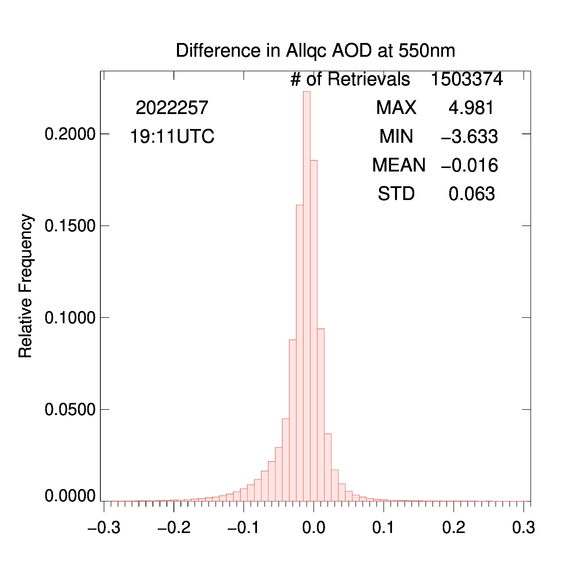 Difference in Allqc AOD at 550nm
# of Retrievals 1503374
2022257 MAX 4.981
19:11UTC MIN −3.633
MEAN −0.016
STD 0.063
0.2000
0.1500
0.1000
0.0500
0.0000
Relative Frequency
−0.3 −0.2 −0.1 0.0 0.1 0.2 0.3